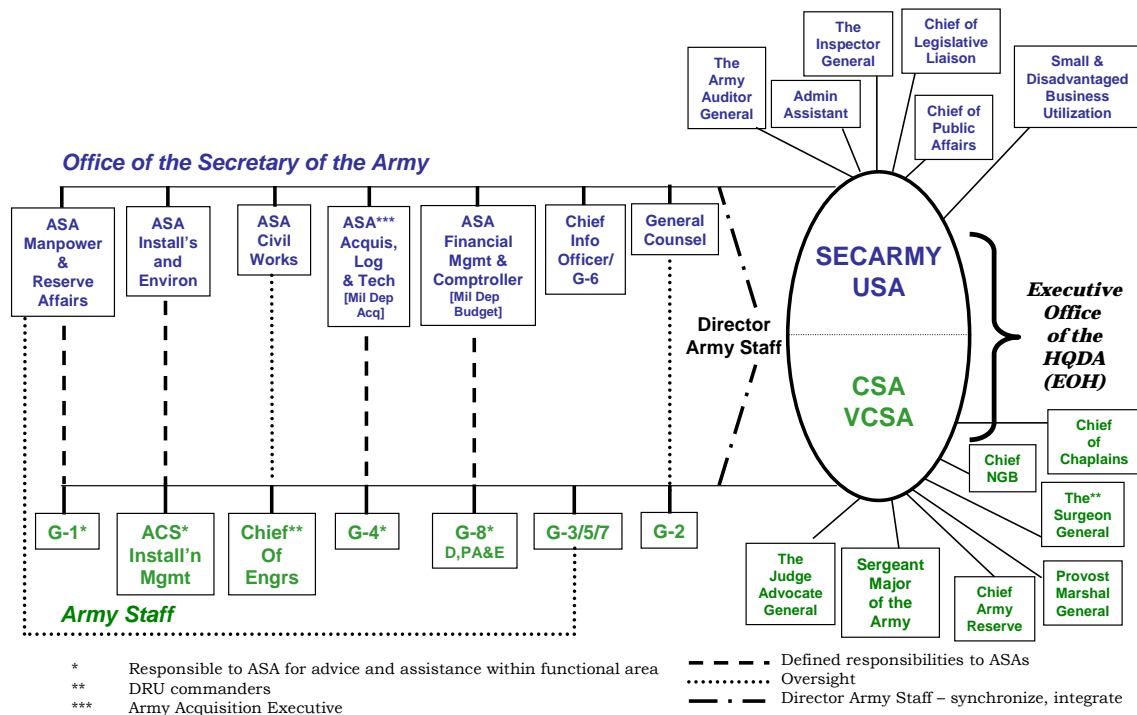 The
Inspector
General
Chief of
Legislative
Liaison
The
Army
Auditor
General
Admin
Assistant
Chief of
Public
Affairs
Small &
Disadvantaged
Business
Utilization
Office of the Secretary of the Army
ASA
Manpower
&
Reserve
Affairs
ASA
Install's
and
Environ
ASA
Civil
Works
ASA***
Acquis,
Log
& Tech
[Mil Dep
Acq]
ASA
Financial
Mgmt &
Comptroller
[Mil Dep
Budget]
Chief
Info
Officer/
G-6
General
Counsel
SECARMY
USA
Executive
Office
of the
HQDA
(EOH)
Director
Army Staff
CSA
VCSA
G-1*
ACS*
Install'n
Mgmt
Chief**
Of
Engrs
G-4*
G-8*
D,PA&E
G-3/5/7
G-2
Army Staff
Chief
of
Chaplains
Chief
NGB
The**
Surgeon
General
The
Judge
Advocate
General
Sergeant
Major
of the
Army
Chief
Army
Reserve
Provost
Marshal
General
* Responsible to ASA for advice and assistance within functional area
** DRU commanders
*** Army Acquisition Executive
Defined responsibilities to ASAs
Oversight
Director Army Staff – synchronize, integrate